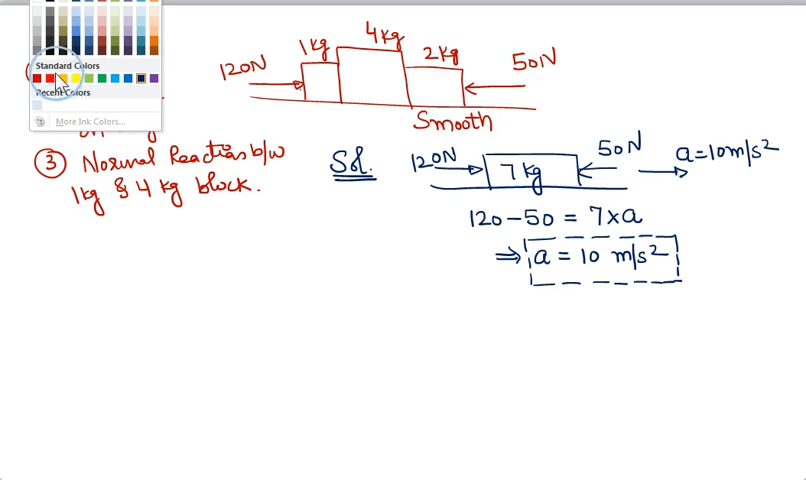 Standard Colors
Recent Colors
More Ink Colors...
③ Normal Reaction b/w
1kg & 4 kg block.
1kg 4kg 2kg
120N 50N
Smooth
Sol.
120N 7 kg 50N a=10m/s²
120-50 = 7×a
⇒ a = 10 m/s²